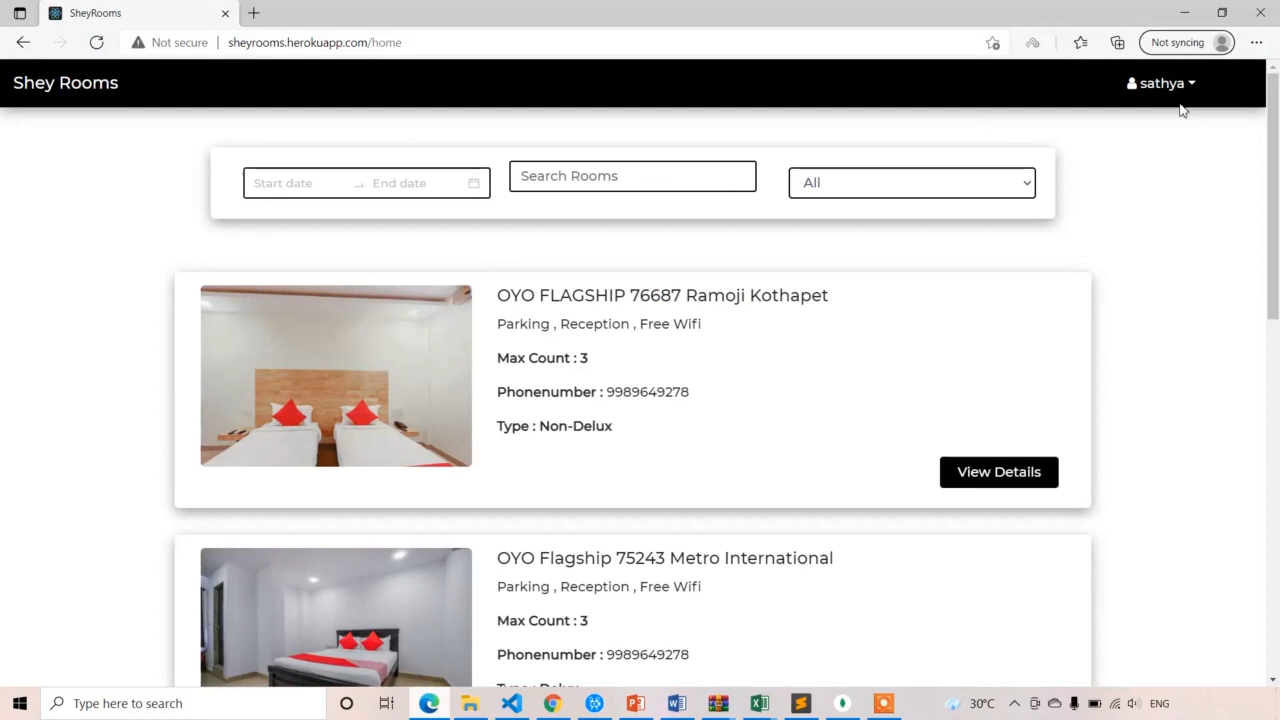 SheyRooms
Not secure
sheyrooms.herokuapp.com/home
Not syncing
Shey Rooms
sathya
Start date
End date
Search Rooms
All
OYO FLAGSHIP 76687 Ramoji Kothapet
Parking , Reception , Free Wifi
Max Count : 3
Phonenumber : 9989649278
Type : Non-Delux
View Details
OYO Flagship 75243 Metro International
Parking , Reception , Free Wifi
Max Count : 3
Phonenumber : 9989649278
Type : Delux
Type here to search
30°C
ENG